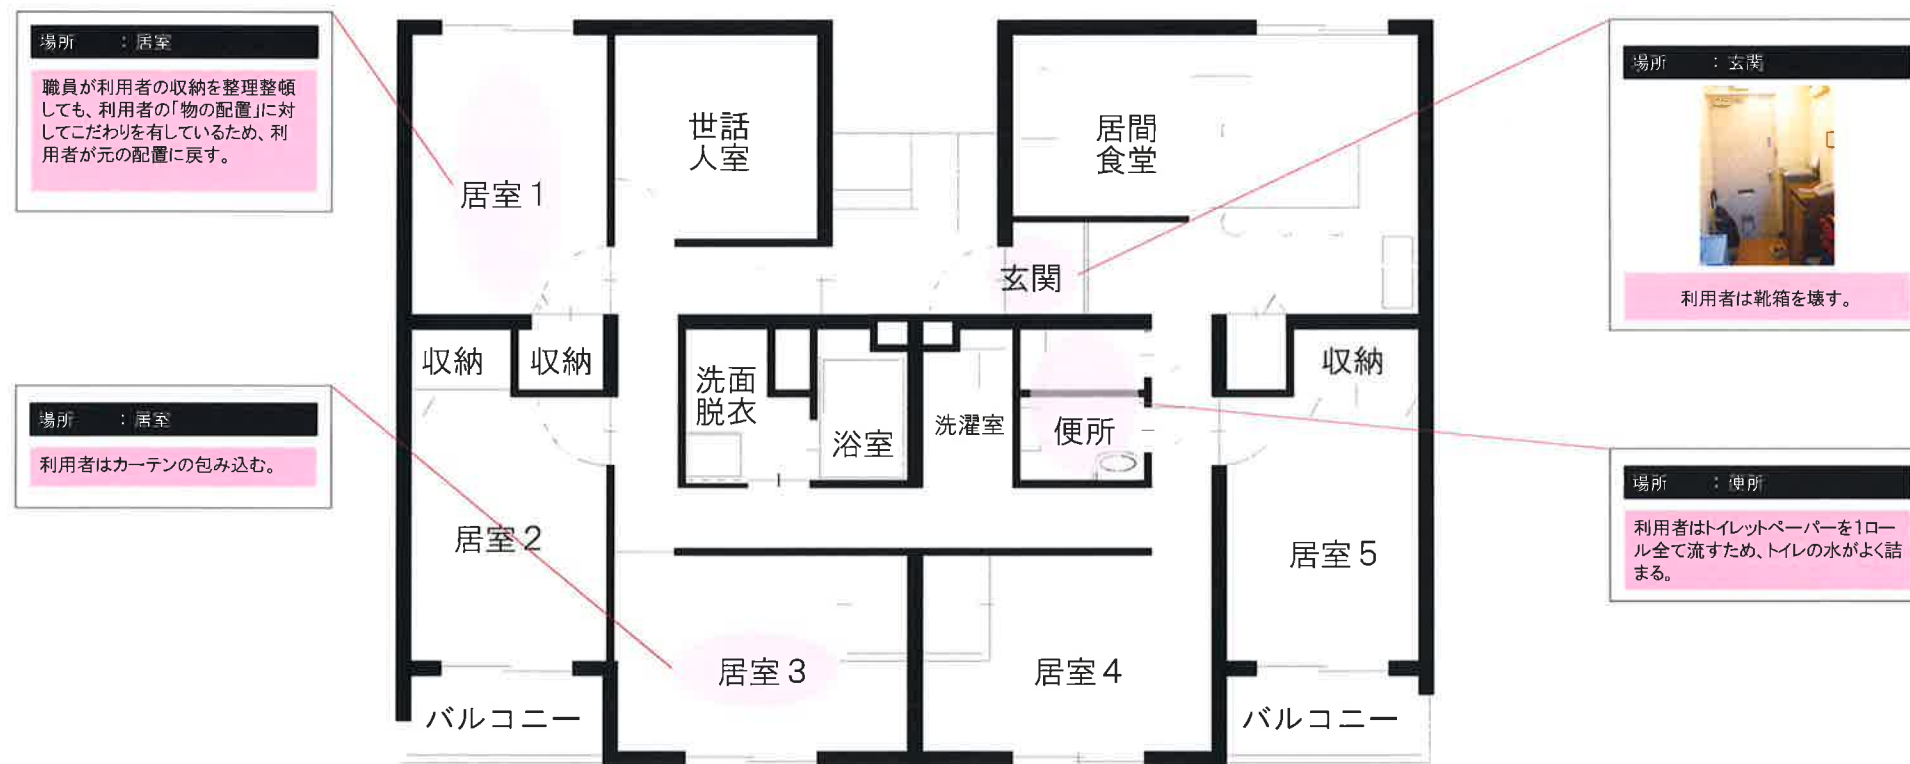 場所 : 居室
職員が利用者の収納を整理整頓
しても、利用者の「物の配置」に対
してこだわりを有しているため、利
用者が元の配置に戻す。
場所 : 居室
利用者はカーテンの包み込む。
居室1
世話
人室
居間
食堂
玄関
収納
収納
洗面
脱衣
浴室
洗濯室
便所
収納
居室2
居室3
居室4
居室5
バルコニー
バルコニー
場所 : 玄関
利用者は靴箱を壊す。
場所 : 便所
利用者はトイレットペーパーを1ロー
ル全て流すため、トイレの水がよく詰
まる。